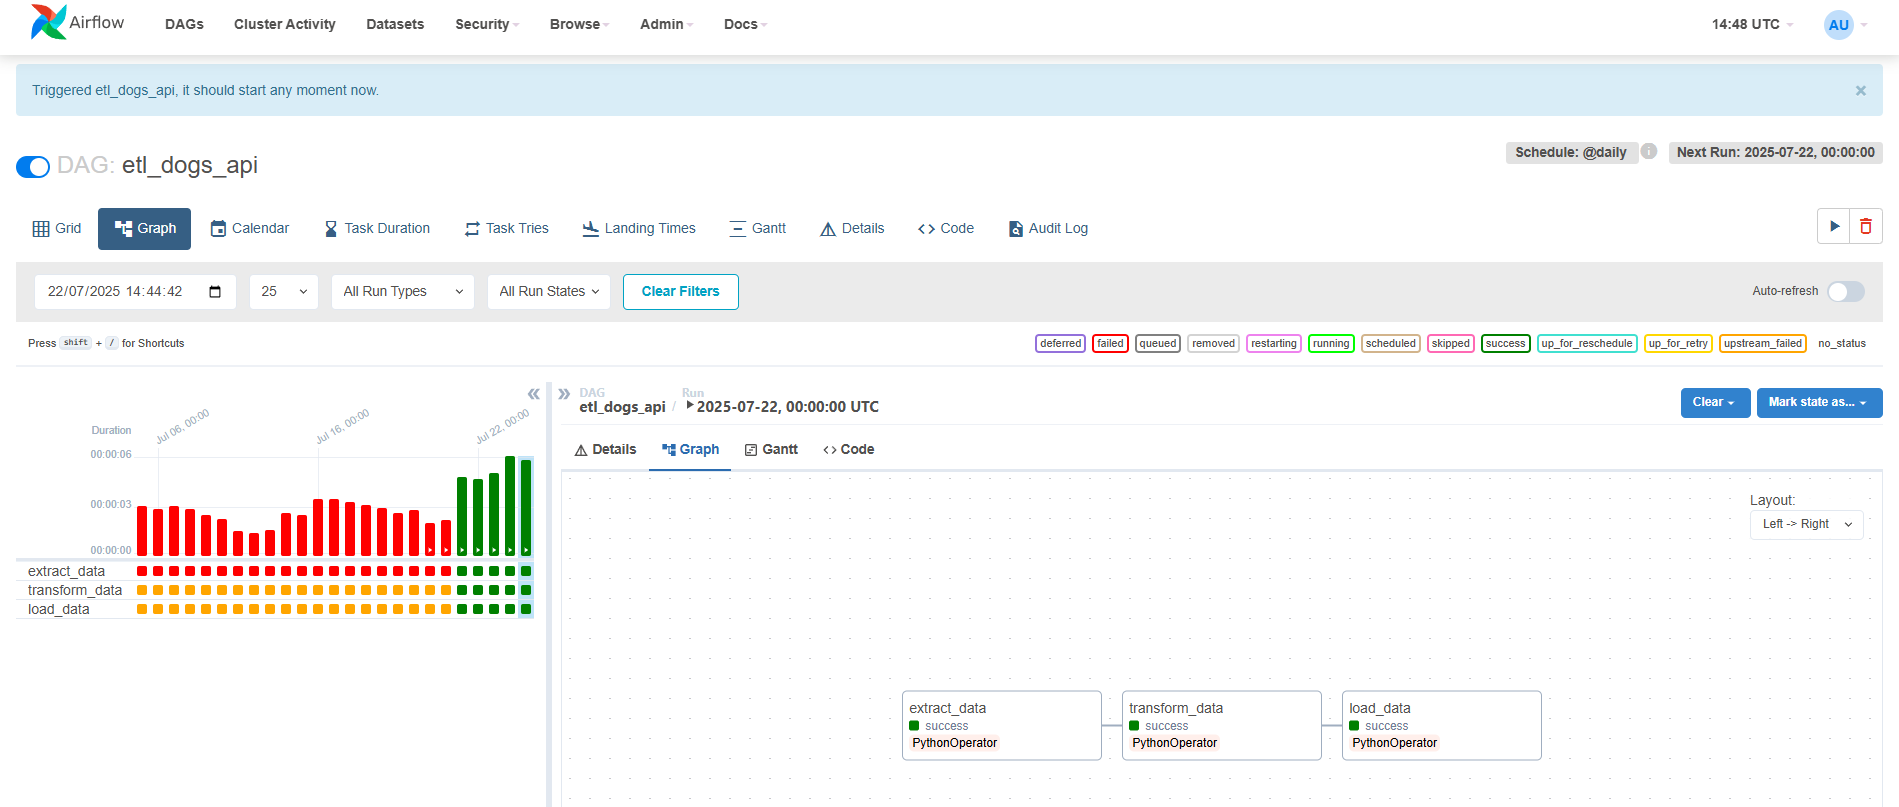 Airflow DAGs Cluster Activity Datasets Security Browse Admin Docs 14:48 UTC AU
Triggered etl_dogs_api, it should start any moment now. ×
DAG: etl_dogs_api Schedule: @daily i Next Run: 2025-07-22, 00:00:00
Grid Graph Calendar Task Duration Task Tries Landing Times Gantt Details Code Audit Log
22/07/2025 14:44:42 25 All Run Types All Run States Clear Filters Auto-refresh
Press shift + / for Shortcuts deferred failed queued removed restarting running scheduled skipped success up_for_reschedule up_for_retry upstream_failed no_status
DAG Run
etl_dogs_api / 2025-07-22, 00:00:00 UTC Clear Mark state as...
Jul 06, 00:00 Jul 16, 00:00 Jul 22, 00:00
Duration
00:00:06
00:00:03
00:00:00
extract_data
transform_data
load_data
Details Graph Gantt Code
Layout:
Left -> Right
extract_data
success
PythonOperator
transform_data
success
PythonOperator
load_data
success
PythonOperator